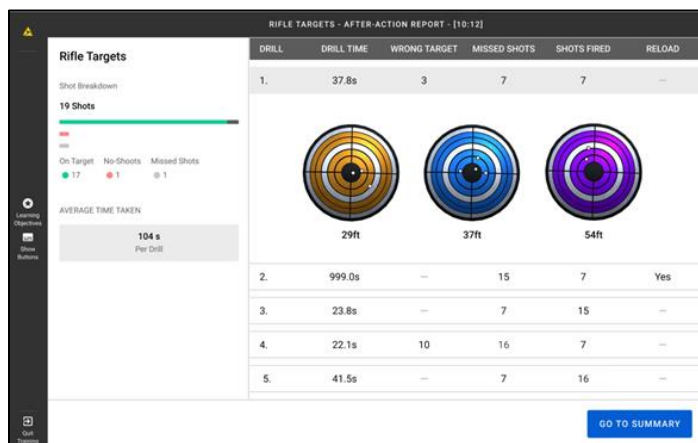 RIFLE TARGETS - AFTER-ACTION REPORT - [10:12]
Rifle Targets
Shot Breakdown
19 Shots
On Target No-Shoots Missed Shots
17 1 1
AVERAGE TIME TAKEN
104 s
Per Drill
Learning
Objectives
Show
Buttons
Quit
Training
DRILL DRILL TIME WRONG TARGET MISSED SHOTS SHOTS FIRED RELOAD
1. 37.8s 3 7 7 —
29ft 37ft 54ft
2. 999.0s — 15 7 Yes
3. 23.8s — 7 15 —
4. 22.1s 10 16 7 —
5. 41.5s — 7 16 —
GO TO SUMMARY